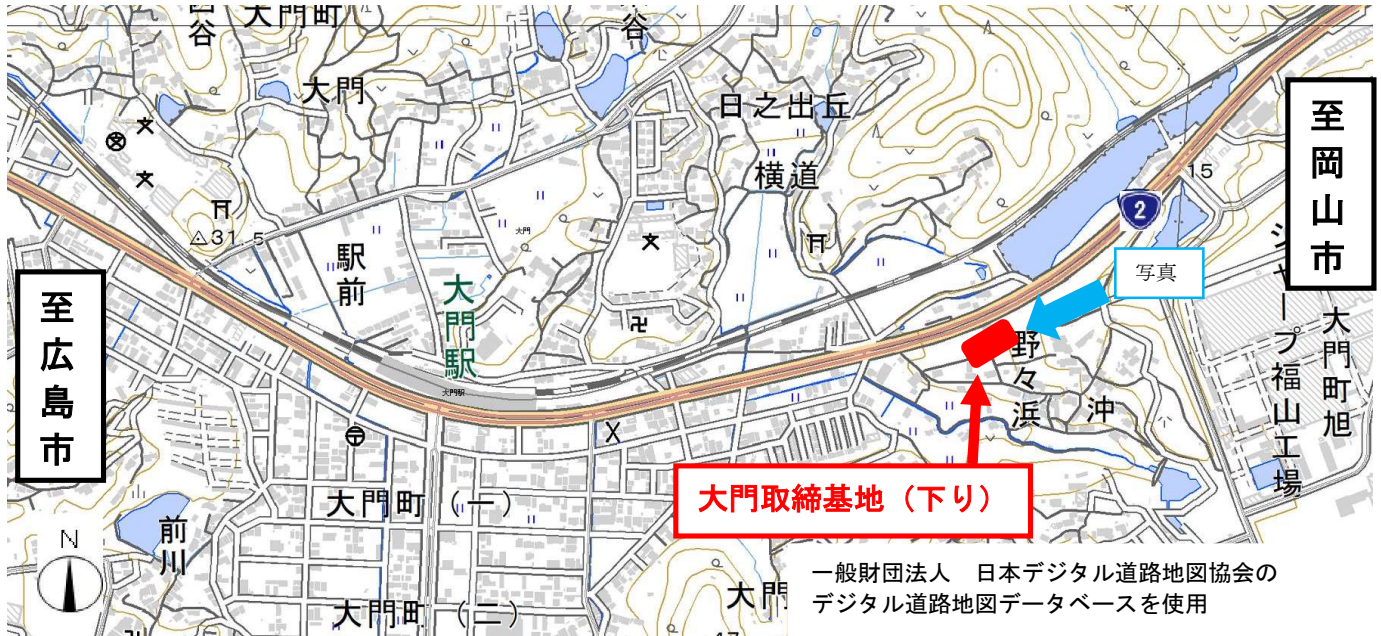 大門町
谷
谷
大門
日之出丘
横道
至岡山市
15
2
写真
31.5
駅前
大門駅
大門
大門駅
至広島市
シャープ福山工場
大門町旭
野々浜
沖
大門取締基地（下り）
大門町（一）
前川
N
大門町（二）
大門
47
一般財団法人　日本デジタル道路地図協会の
デジタル道路地図データベースを使用